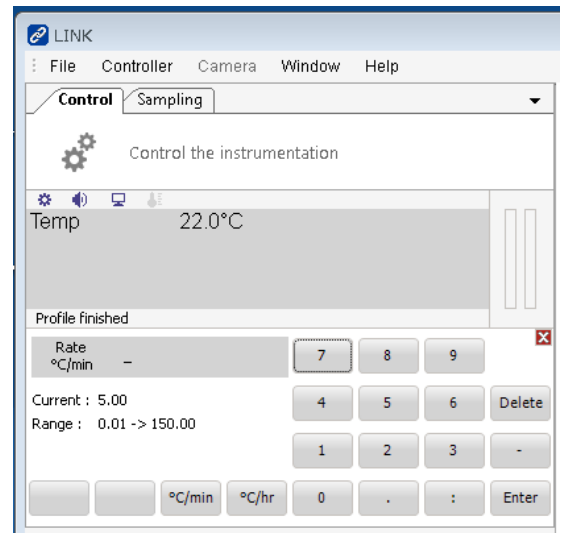 LINK
File Controller Camera Window Help
Control Sampling
Control the instrumentation
Temp 22.0°C
Profile finished
Rate
°C/min –
7 8 9
Current : 5.00
4 5 6 Delete
Range : 0.01 -> 150.00
1 2 3 -
°C/min °C/hr 0 . : Enter